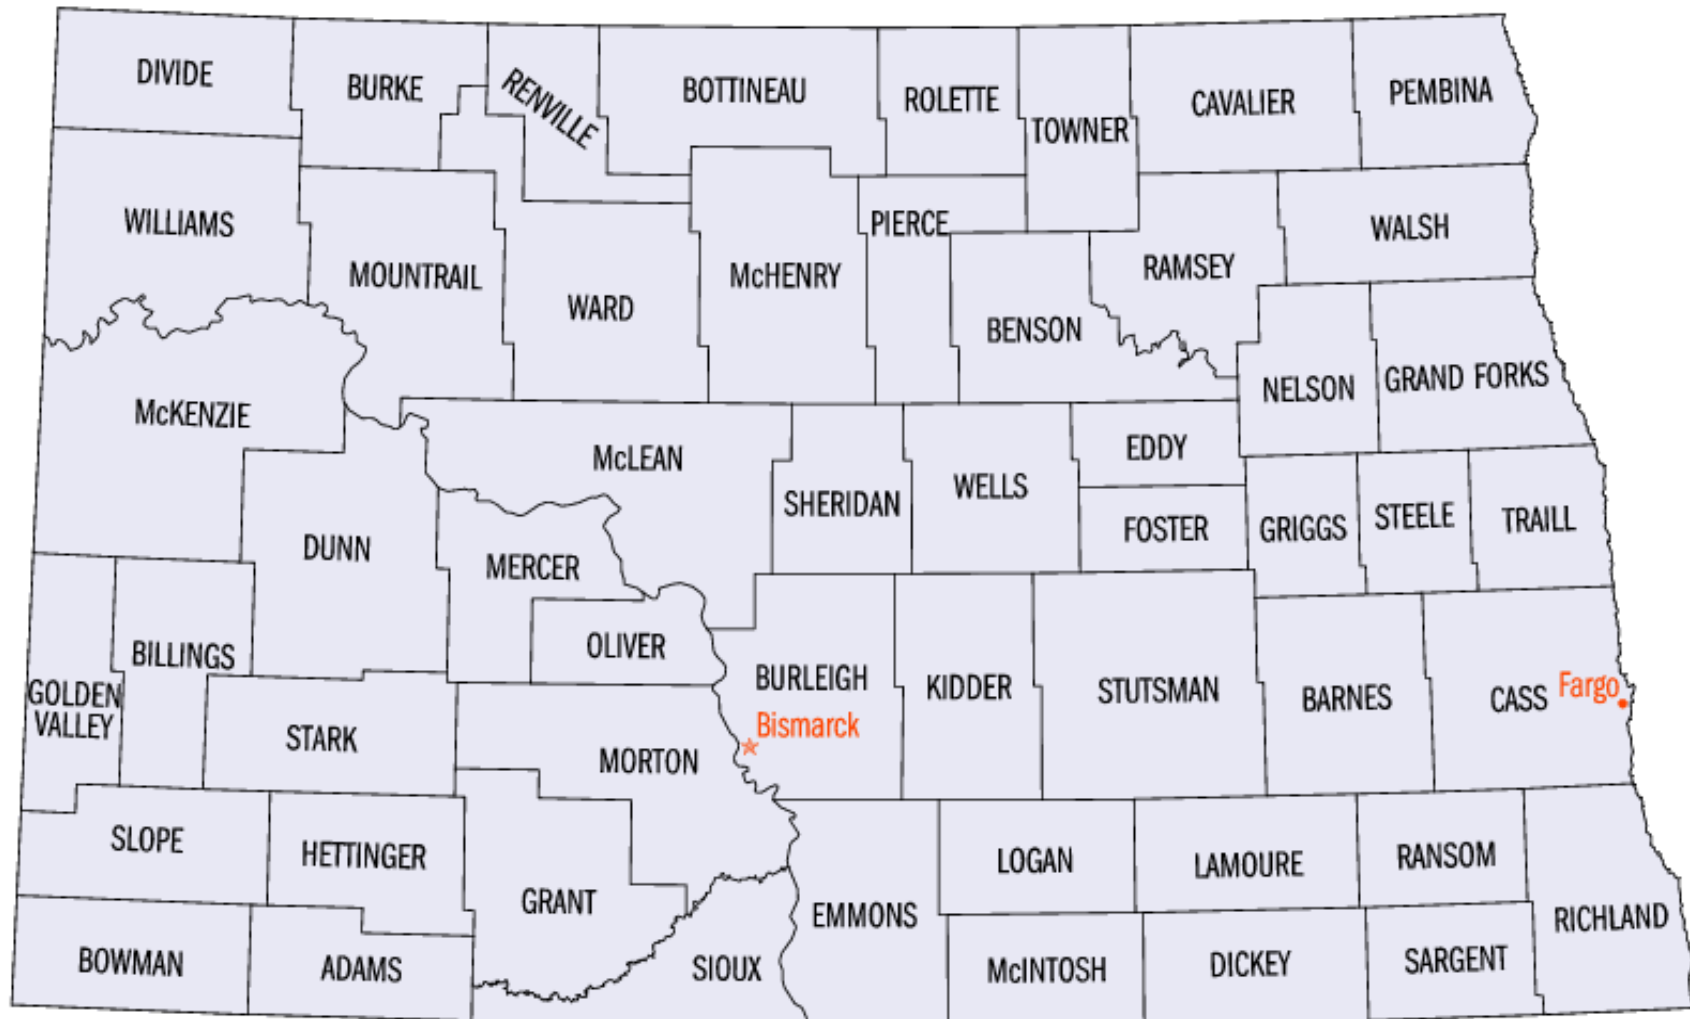 DIVIDE
BURKE
RENVILLE
BOTTINEAU
ROLETTE
TOWNER
CAVALIER
PEMBINA
WILLIAMS
MOUNTRAIL
WARD
McHENRY
PIERCE
BENSON
RAMSEY
WALSH
McKENZIE
McLEAN
SHERIDAN
WELLS
EDDY
FOSTER
NELSON
GRAND FORKS
DUNN
MERCER
OLIVER
GRIGGS
STEELE
TRAILL
GOLDEN
VALLEY
BILLINGS
STARK
MORTON
BURLEIGH
Bismarck
KIDDER
STUTSMAN
BARNES
CASS
Fargo
SLOPE
HETTINGER
GRANT
EMMONS
LOGAN
LAMOURE
RANSOM
RICHLAND
BOWMAN
ADAMS
SIOUX
McINTOSH
DICKEY
SARGENT